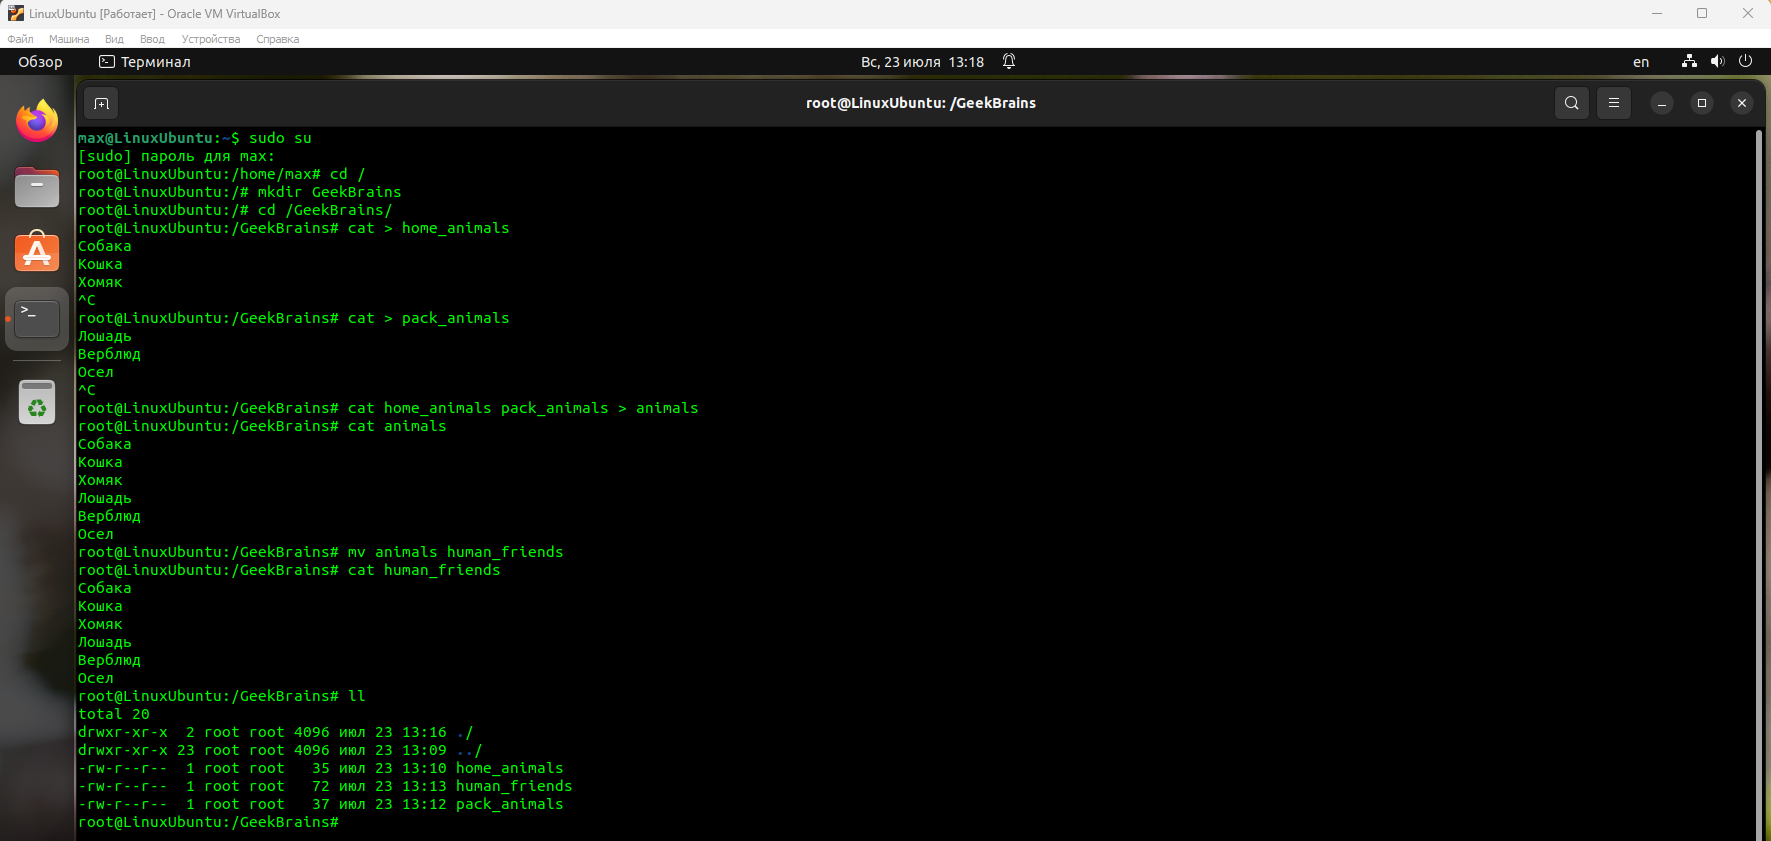 LinuxUbuntu [Работает] - Oracle VM VirtualBox
Файл Машина Вид Ввод Устройства Справка
Обзор Терминал Вс, 23 июля 13:18 en
root@LinuxUbuntu: /GeekBrains
max@LinuxUbuntu:~$ sudo su
[sudo] пароль для max:
root@LinuxUbuntu:/home/max# cd /
root@LinuxUbuntu:/# mkdir GeekBrains
root@LinuxUbuntu:/# cd /GeekBrains/
root@LinuxUbuntu:/GeekBrains# cat > home_animals
Собака
Кошка
Хомяк
^C
root@LinuxUbuntu:/GeekBrains# cat > pack_animals
Лошадь
Верблюд
Осел
^C
root@LinuxUbuntu:/GeekBrains# cat home_animals pack_animals > animals
root@LinuxUbuntu:/GeekBrains# cat animals
Собака
Кошка
Хомяк
Лошадь
Верблюд
Осел
root@LinuxUbuntu:/GeekBrains# mv animals human_friends
root@LinuxUbuntu:/GeekBrains# cat human_friends
Собака
Кошка
Хомяк
Лошадь
Верблюд
Осел
root@LinuxUbuntu:/GeekBrains# ll
total 20
drwxr-xr-x  2 root root 4096 июл 23 13:16 ./
drwxr-xr-x 23 root root 4096 июл 23 13:09 ../
-rw-r--r--  1 root root   35 июл 23 13:10 home_animals
-rw-r--r--  1 root root   72 июл 23 13:13 human_friends
-rw-r--r--  1 root root   37 июл 23 13:12 pack_animals
root@LinuxUbuntu:/GeekBrains#